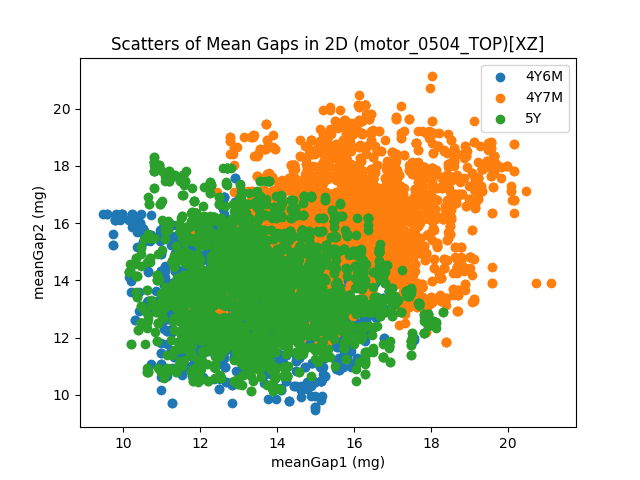 Scatters of Mean Gaps in 2D (motor_0504_TOP)[XZ]
4Y6M
4Y7M
5Y
meanGap2 (mg)
20
18
16
14
12
10
10 12 14 16 18 20
meanGap1 (mg)